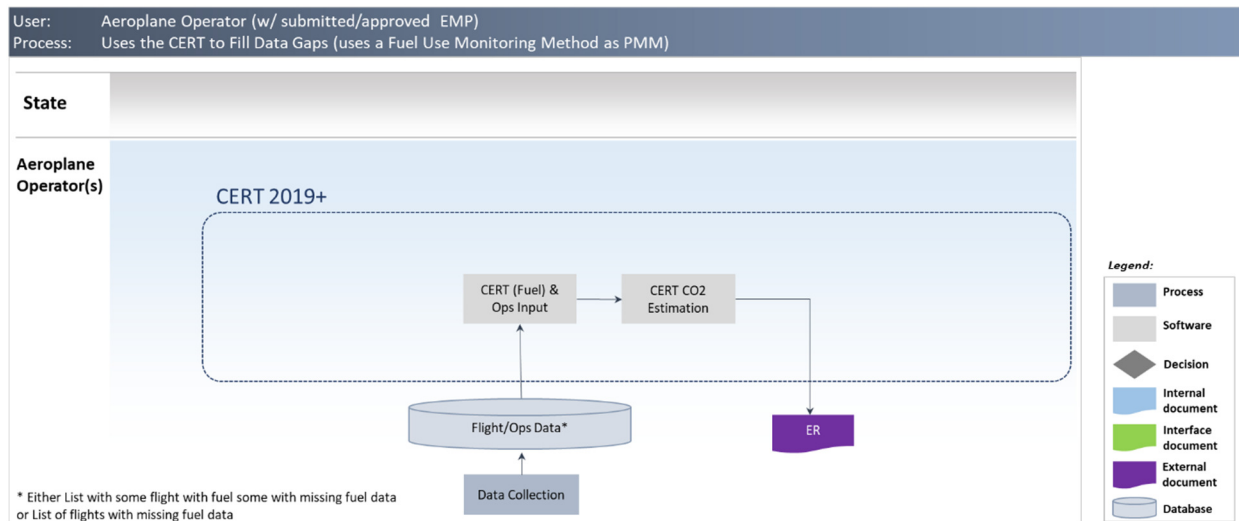 User: Aeroplane Operator (w/ submitted/approved EMP)
Process: Uses the CERT to Fill Data Gaps (uses a Fuel Use Monitoring Method as PMM)
State
Aeroplane
Operator(s)
CERT 2019+
CERT (Fuel) &
Ops Input
CERT CO2
Estimation
Flight/Ops Data*
ER
Data Collection
* Either List with some flight with fuel some with missing fuel data
or List of flights with missing fuel data
Legend:
Process
Software
Decision
Internal
document
Interface
document
External
document
Database